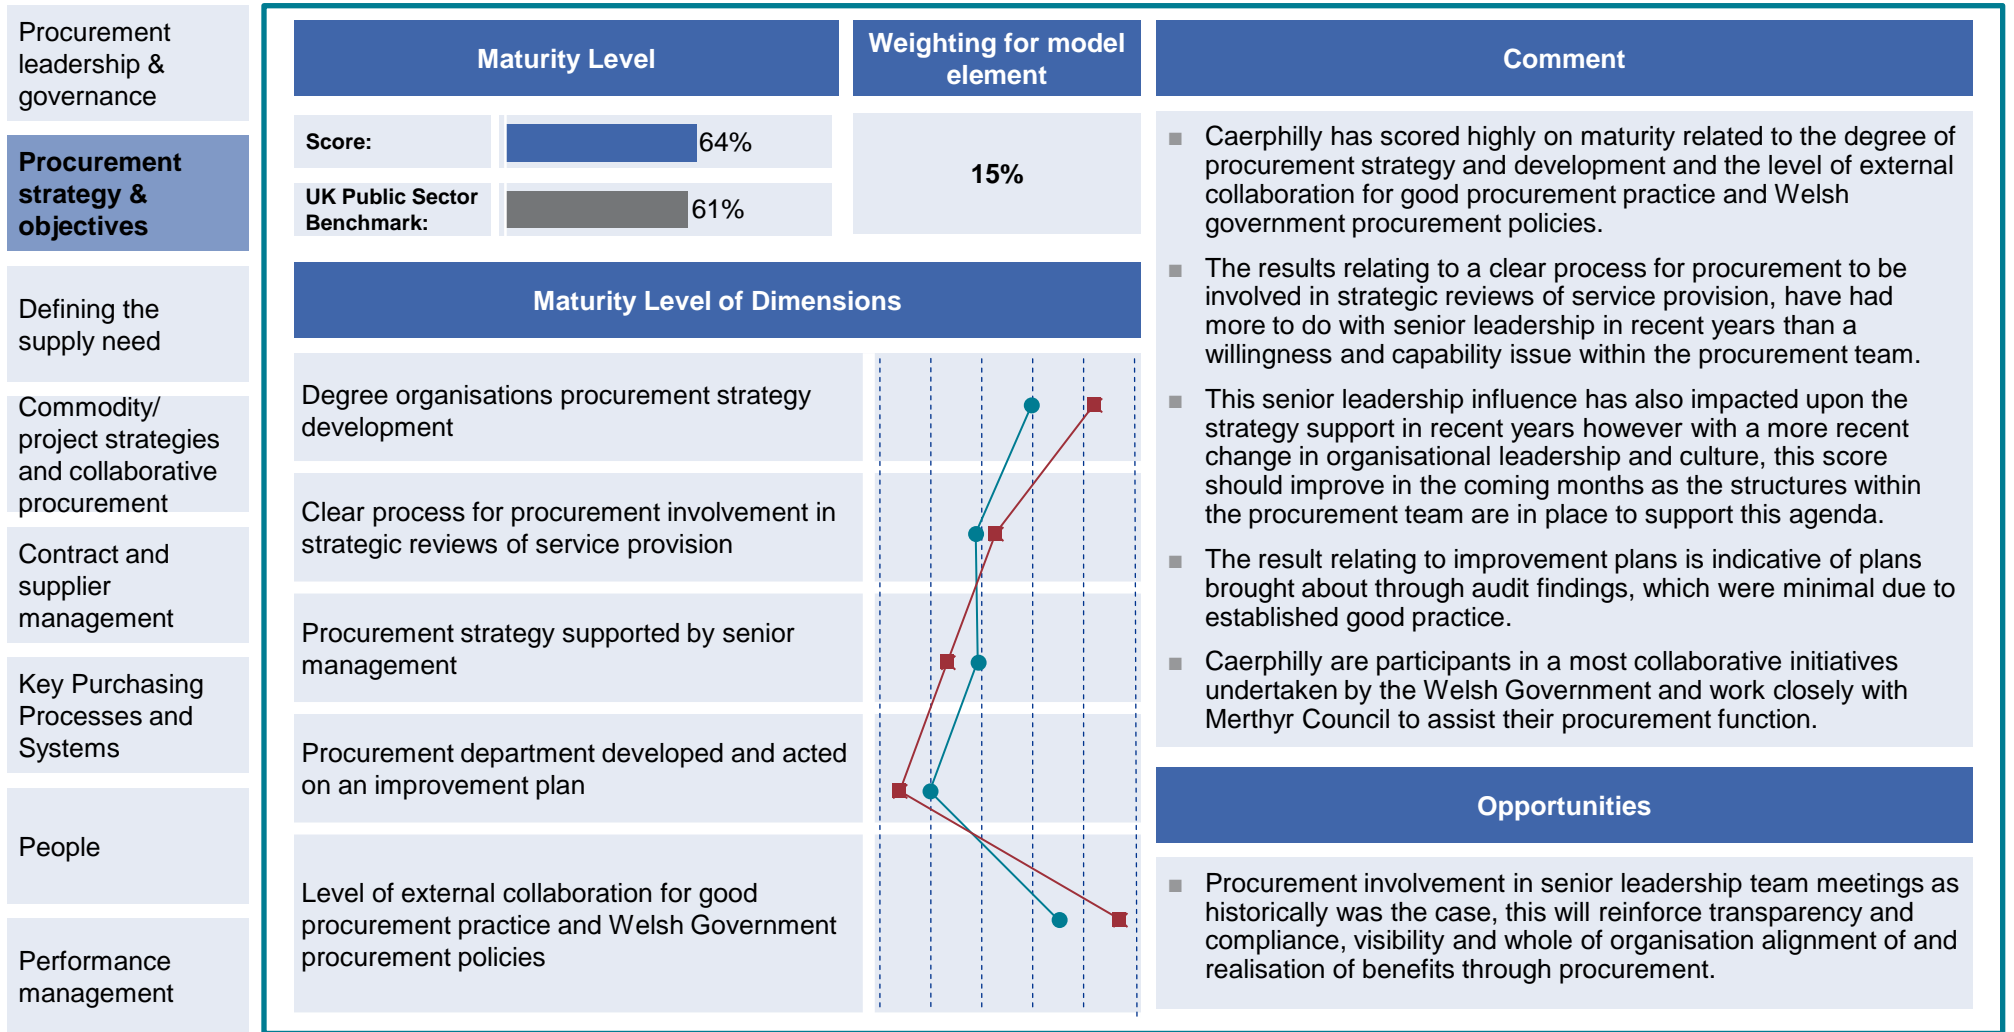 Procurement
leadership &
governance
Procurement
strategy &
objectives
Defining the
supply need
Commodity/
project strategies
and collaborative
procurement
Contract and
supplier
management
Key Purchasing
Processes and
Systems
People
Performance
management
Maturity Level
Weighting for model
element
Score:
64%
UK Public Sector
Benchmark:
61%
15%
Maturity Level of Dimensions
Degree organisations procurement strategy
development
Clear process for procurement involvement in
strategic reviews of service provision
Procurement strategy supported by senior
management
Procurement department developed and acted
on an improvement plan
Level of external collaboration for good
procurement practice and Welsh Government
procurement policies
Comment
■ Caerphilly has scored highly on maturity related to the degree of
procurement strategy and development and the level of external
collaboration for good procurement practice and Welsh
government procurement policies.
■ The results relating to a clear process for procurement to be
involved in strategic reviews of service provision, have had
more to do with senior leadership in recent years than a
willingness and capability issue within the procurement team.
■ This senior leadership influence has also impacted upon the
strategy support in recent years however with a more recent
change in organisational leadership and culture, this score
should improve in the coming months as the structures within
the procurement team are in place to support this agenda.
■ The result relating to improvement plans is indicative of plans
brought about through audit findings, which were minimal due to
established good practice.
■ Caerphilly are participants in a most collaborative initiatives
undertaken by the Welsh Government and work closely with
Merthyr Council to assist their procurement function.
Opportunities
■ Procurement involvement in senior leadership team meetings as
historically was the case, this will reinforce transparency and
compliance, visibility and whole of organisation alignment of and
realisation of benefits through procurement.